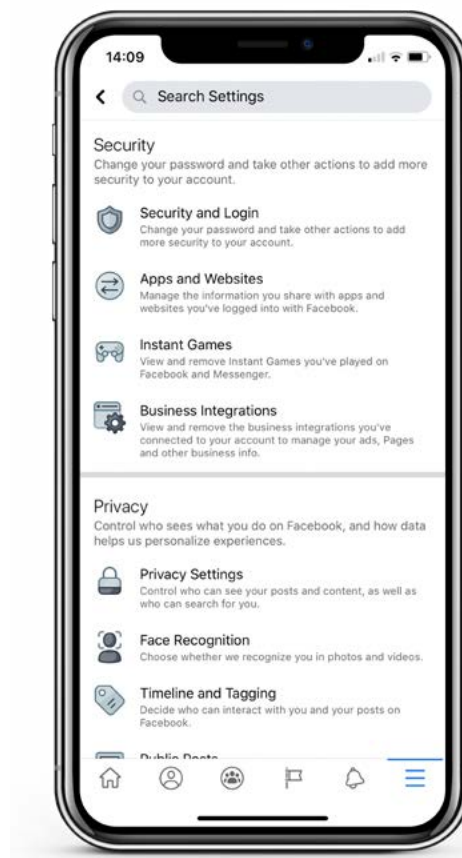 14:09
Search Settings
Security
Change your password and take other actions to add more
security to your account.
Security and Login
Change your password and take other actions to add
more security to your account.
Apps and Websites
Manage the information you share with apps and
websites you've logged into with Facebook.
Instant Games
View and remove Instant Games you've played on
Facebook and Messenger.
Business Integrations
View and remove the business integrations you've
connected to your account to manage your ads, Pages
and other business info.
Privacy
Control who sees what you do on Facebook, and how data
helps us personalize experiences.
Privacy Settings
Control who can see your posts and content, as well as
who can search for you.
Face Recognition
Choose whether we recognize you in photos and videos.
Timeline and Tagging
Decide who can interact with you and your posts on
Facebook.
Public Posts